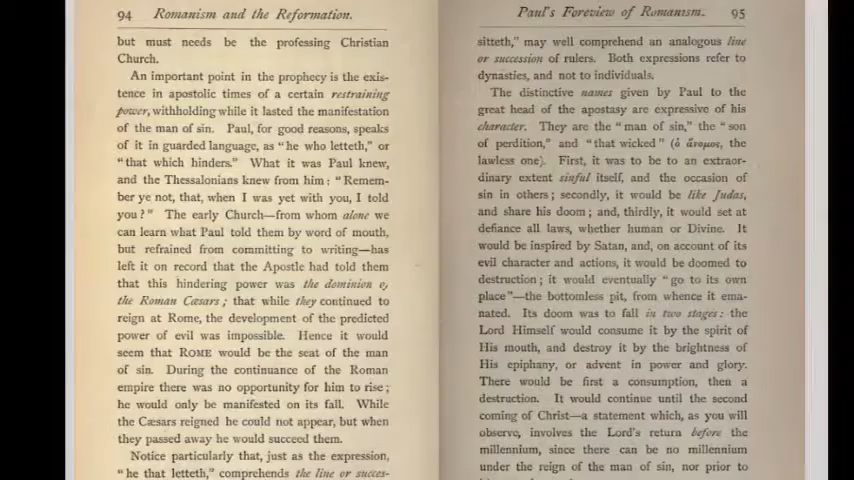 94 Romanism and the Reformation.
but must needs be the professing Christian
Church.
An important point in the prophecy is the exis-
tence in apostolic times of a certain restraining
power, withholding while it lasted the manifestation
of the man of sin. Paul, for good reasons, speaks
of it in guarded language, as "he who letteth," or
"that which hinders." What it was Paul knew,
and the Thessalonians knew from him: "Remem-
ber ye not, that, when I was yet with you, I told
you?" The early Church—from whom alone we
can learn what Paul told them by word of mouth,
but refrained from committing to writing—has
left it on record that the Apostle had told them
that this hindering power was the dominion of
the Roman Cæsars; that while they continued to
reign at Rome, the development of the predicted
power of evil was impossible. Hence it would
seem that ROME would be the seat of the man
of sin. During the continuance of the Roman
empire there was no opportunity for him to rise;
he would only be manifested on its fall. While
the Cæsars reigned he could not appear, but when
they passed away he would succeed them.
Notice particularly that, just as the expression,
"he that letteth," comprehends the line or succes-
Paul's Foreview of Romanism. 95
sitteth," may well comprehend an analogous line
or succession of rulers. Both expressions refer to
dynasties, and not to individuals.
The distinctive names given by Paul to the
great head of the apostasy are expressive of his
character. They are the "man of sin," the "son
of perdition," and "that wicked" (ὁ ἄνομος, the
lawless one). First, it was to be to an extraor-
dinary extent sinful itself, and the occasion of
sin in others; secondly, it would be like Judas,
and share his doom; and, thirdly, it would set at
defiance all laws, whether human or Divine. It
would be inspired by Satan, and, on account of its
evil character and actions, it would be doomed to
destruction; it would eventually "go to its own
place"—the bottomless pit, from whence it ema-
nated. Its doom was to fall in two stages: the
Lord Himself would consume it by the spirit of
His mouth, and destroy it by the brightness of
His epiphany, or advent in power and glory.
There would be first a consumption, then a
destruction. It would continue until the second
coming of Christ—a statement which, as you will
observe, involves the Lord's return before the
millennium, since there can be no millennium
under the reign of the man of sin, nor prior to